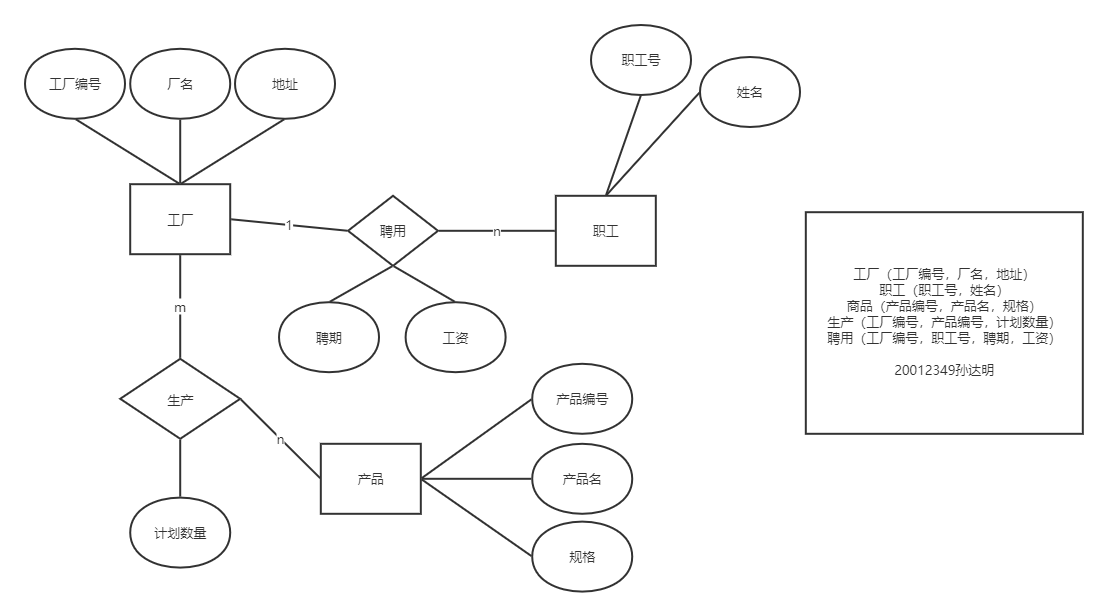 职工号
姓名
工厂编号
厂名
地址
工厂
1
聘用
n
职工
m
聘期
工资
生产
n
产品
产品编号
产品名
规格
计划数量
工厂（工厂编号，厂名，地址）
职工（职工号，姓名）
商品（产品编号，产品名，规格）
生产（工厂编号，产品编号，计划数量）
聘用（工厂编号，职工号，聘期，工资）
20012349孙达明